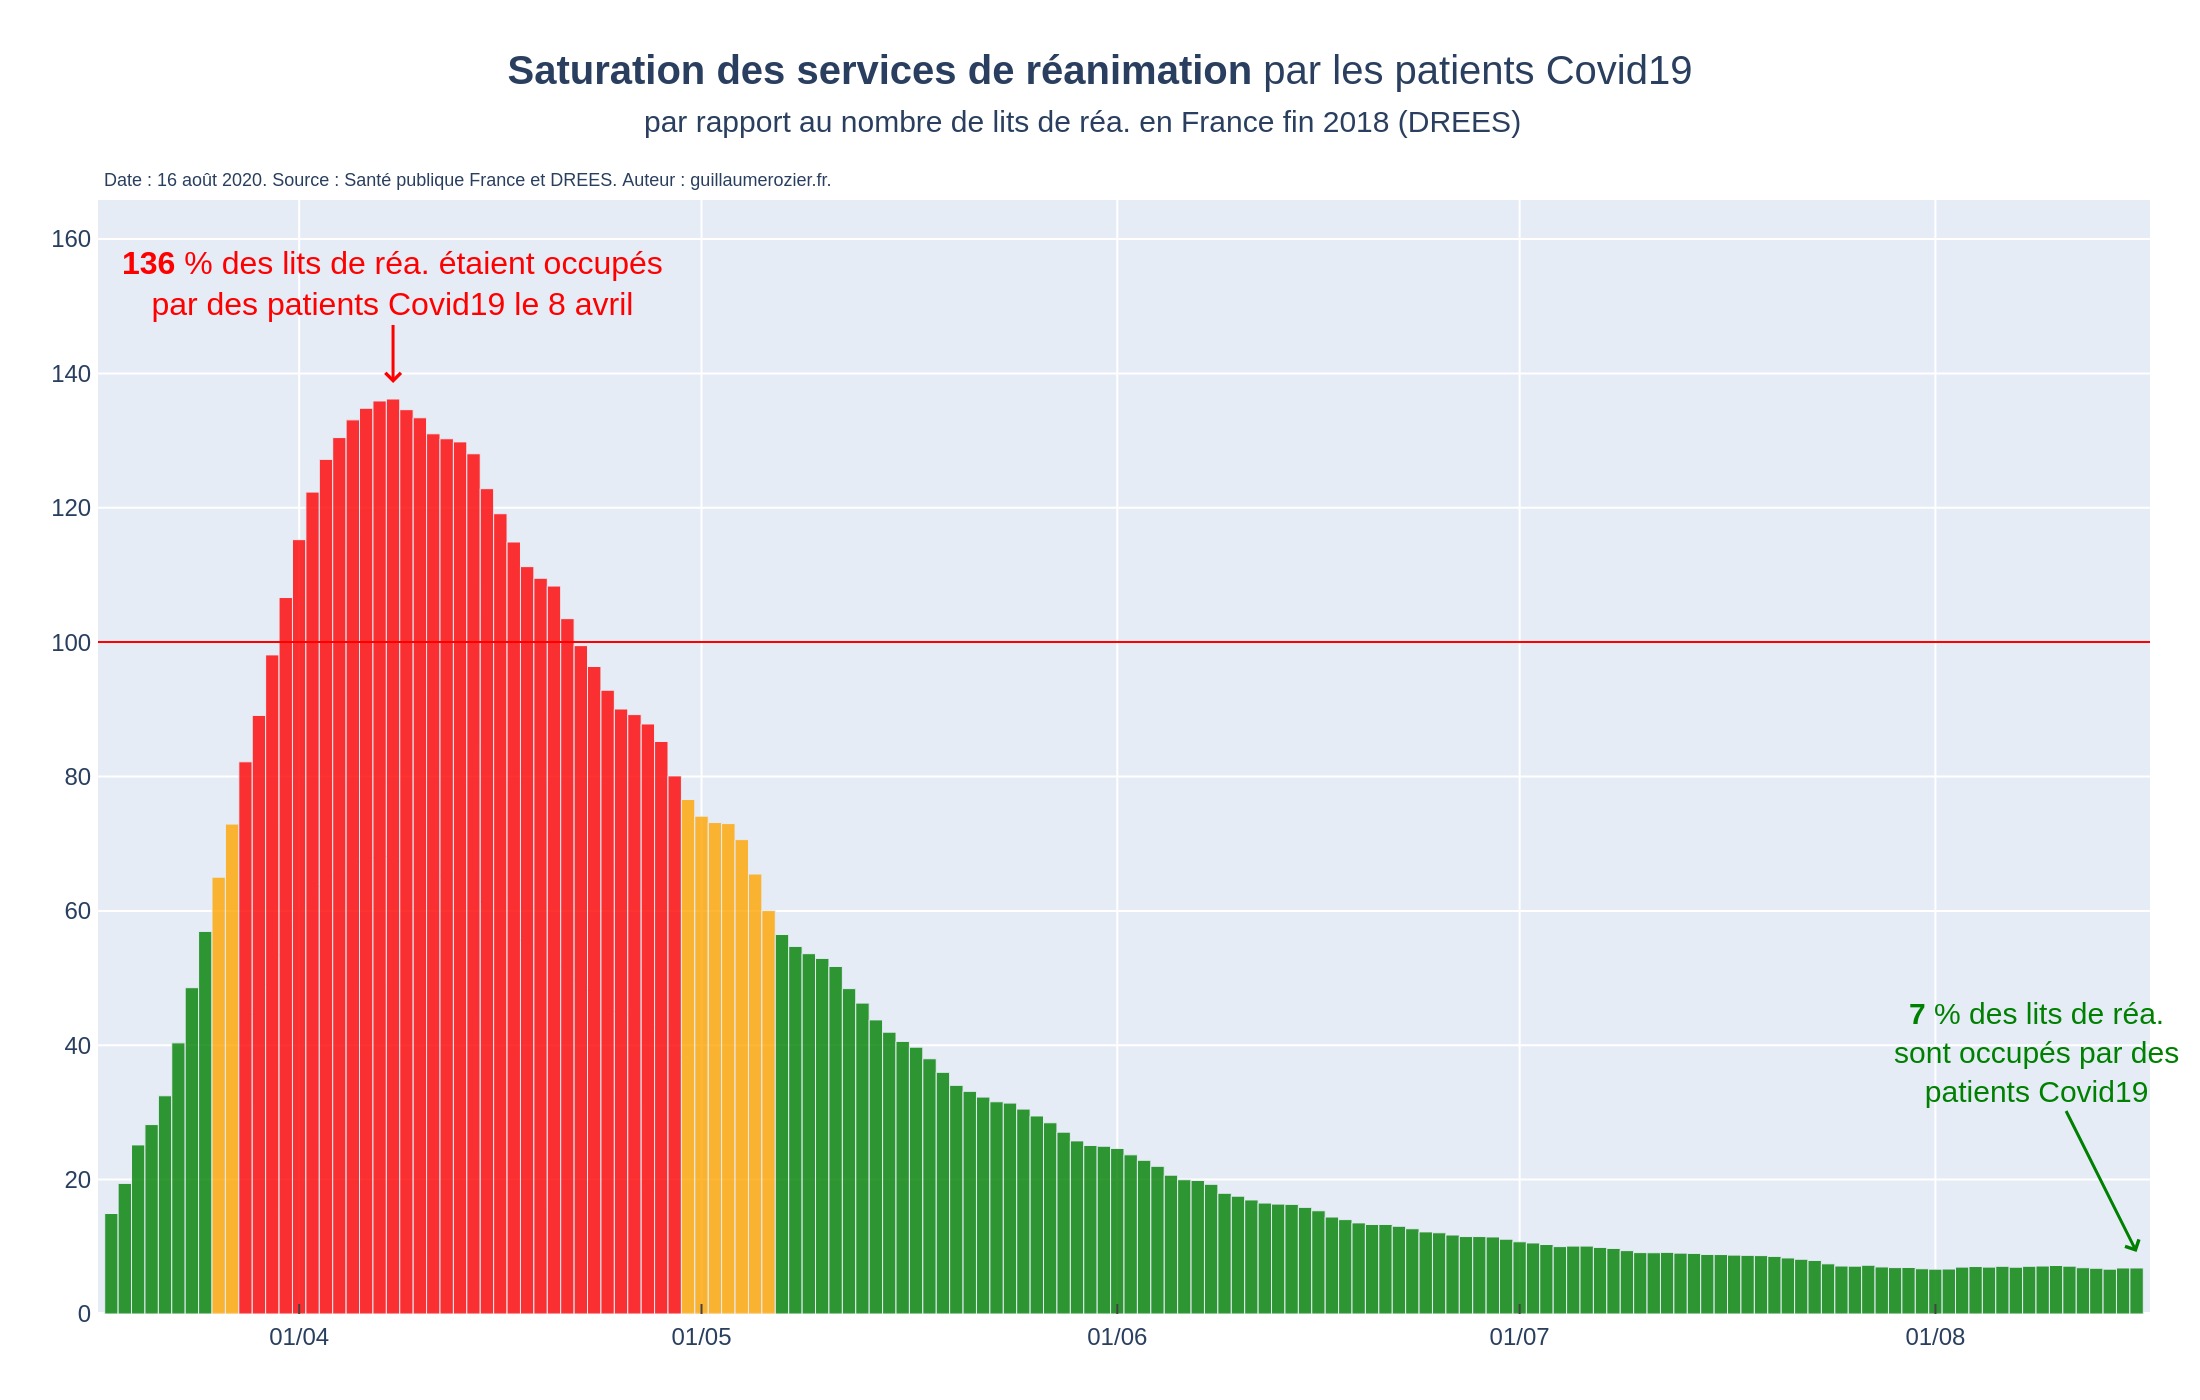 Saturation des services de réanimation par les patients Covid19
par rapport au nombre de lits de réa. en France fin 2018 (DREES)
Date : 16 août 2020. Source : Santé publique France et DREES. Auteur : guillaumerozier.fr.
160
136 % des lits de réa. étaient occupés
par des patients Covid19 le 8 avril
140
120
100
80
60
7 % des lits de réa.
40
sont occupés par des
patients Covid19
20
0
01/04
01/05
01/06
01/07
01/08